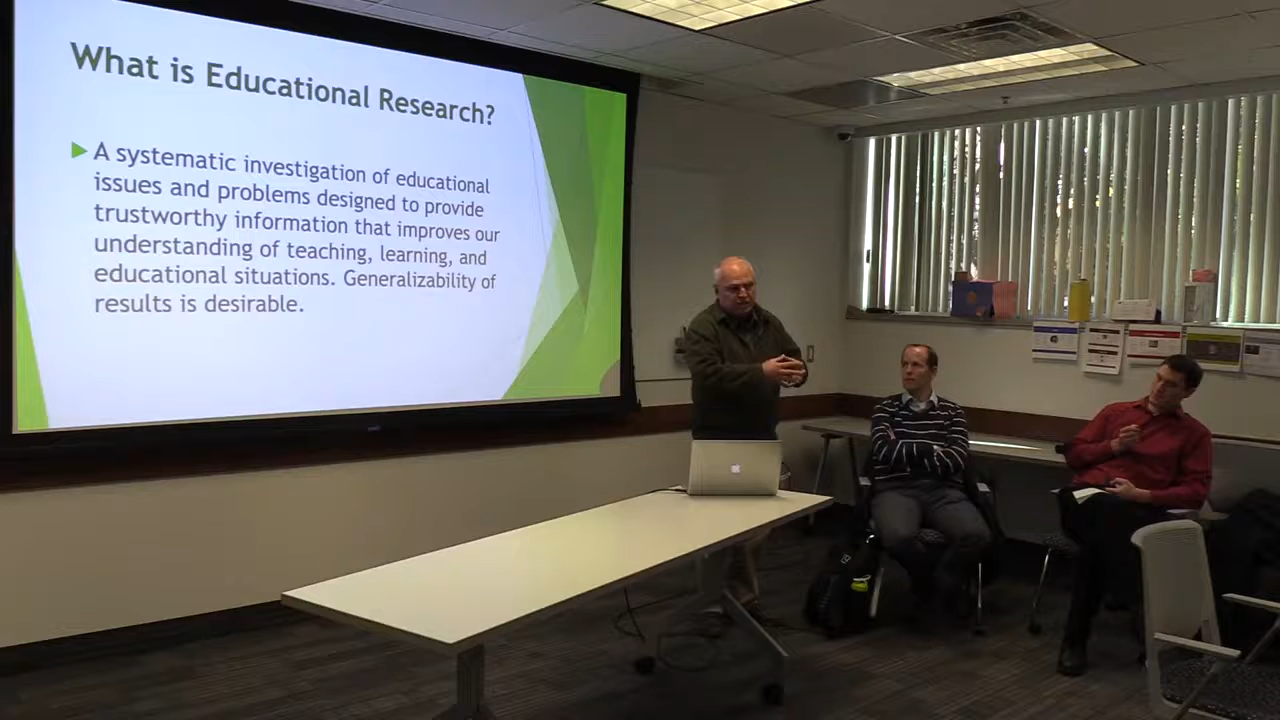 What is Educational Research?
A systematic investigation of educational
issues and problems designed to provide
trustworthy information that improves our
understanding of teaching, learning, and
educational situations. Generalizability of
results is desirable.